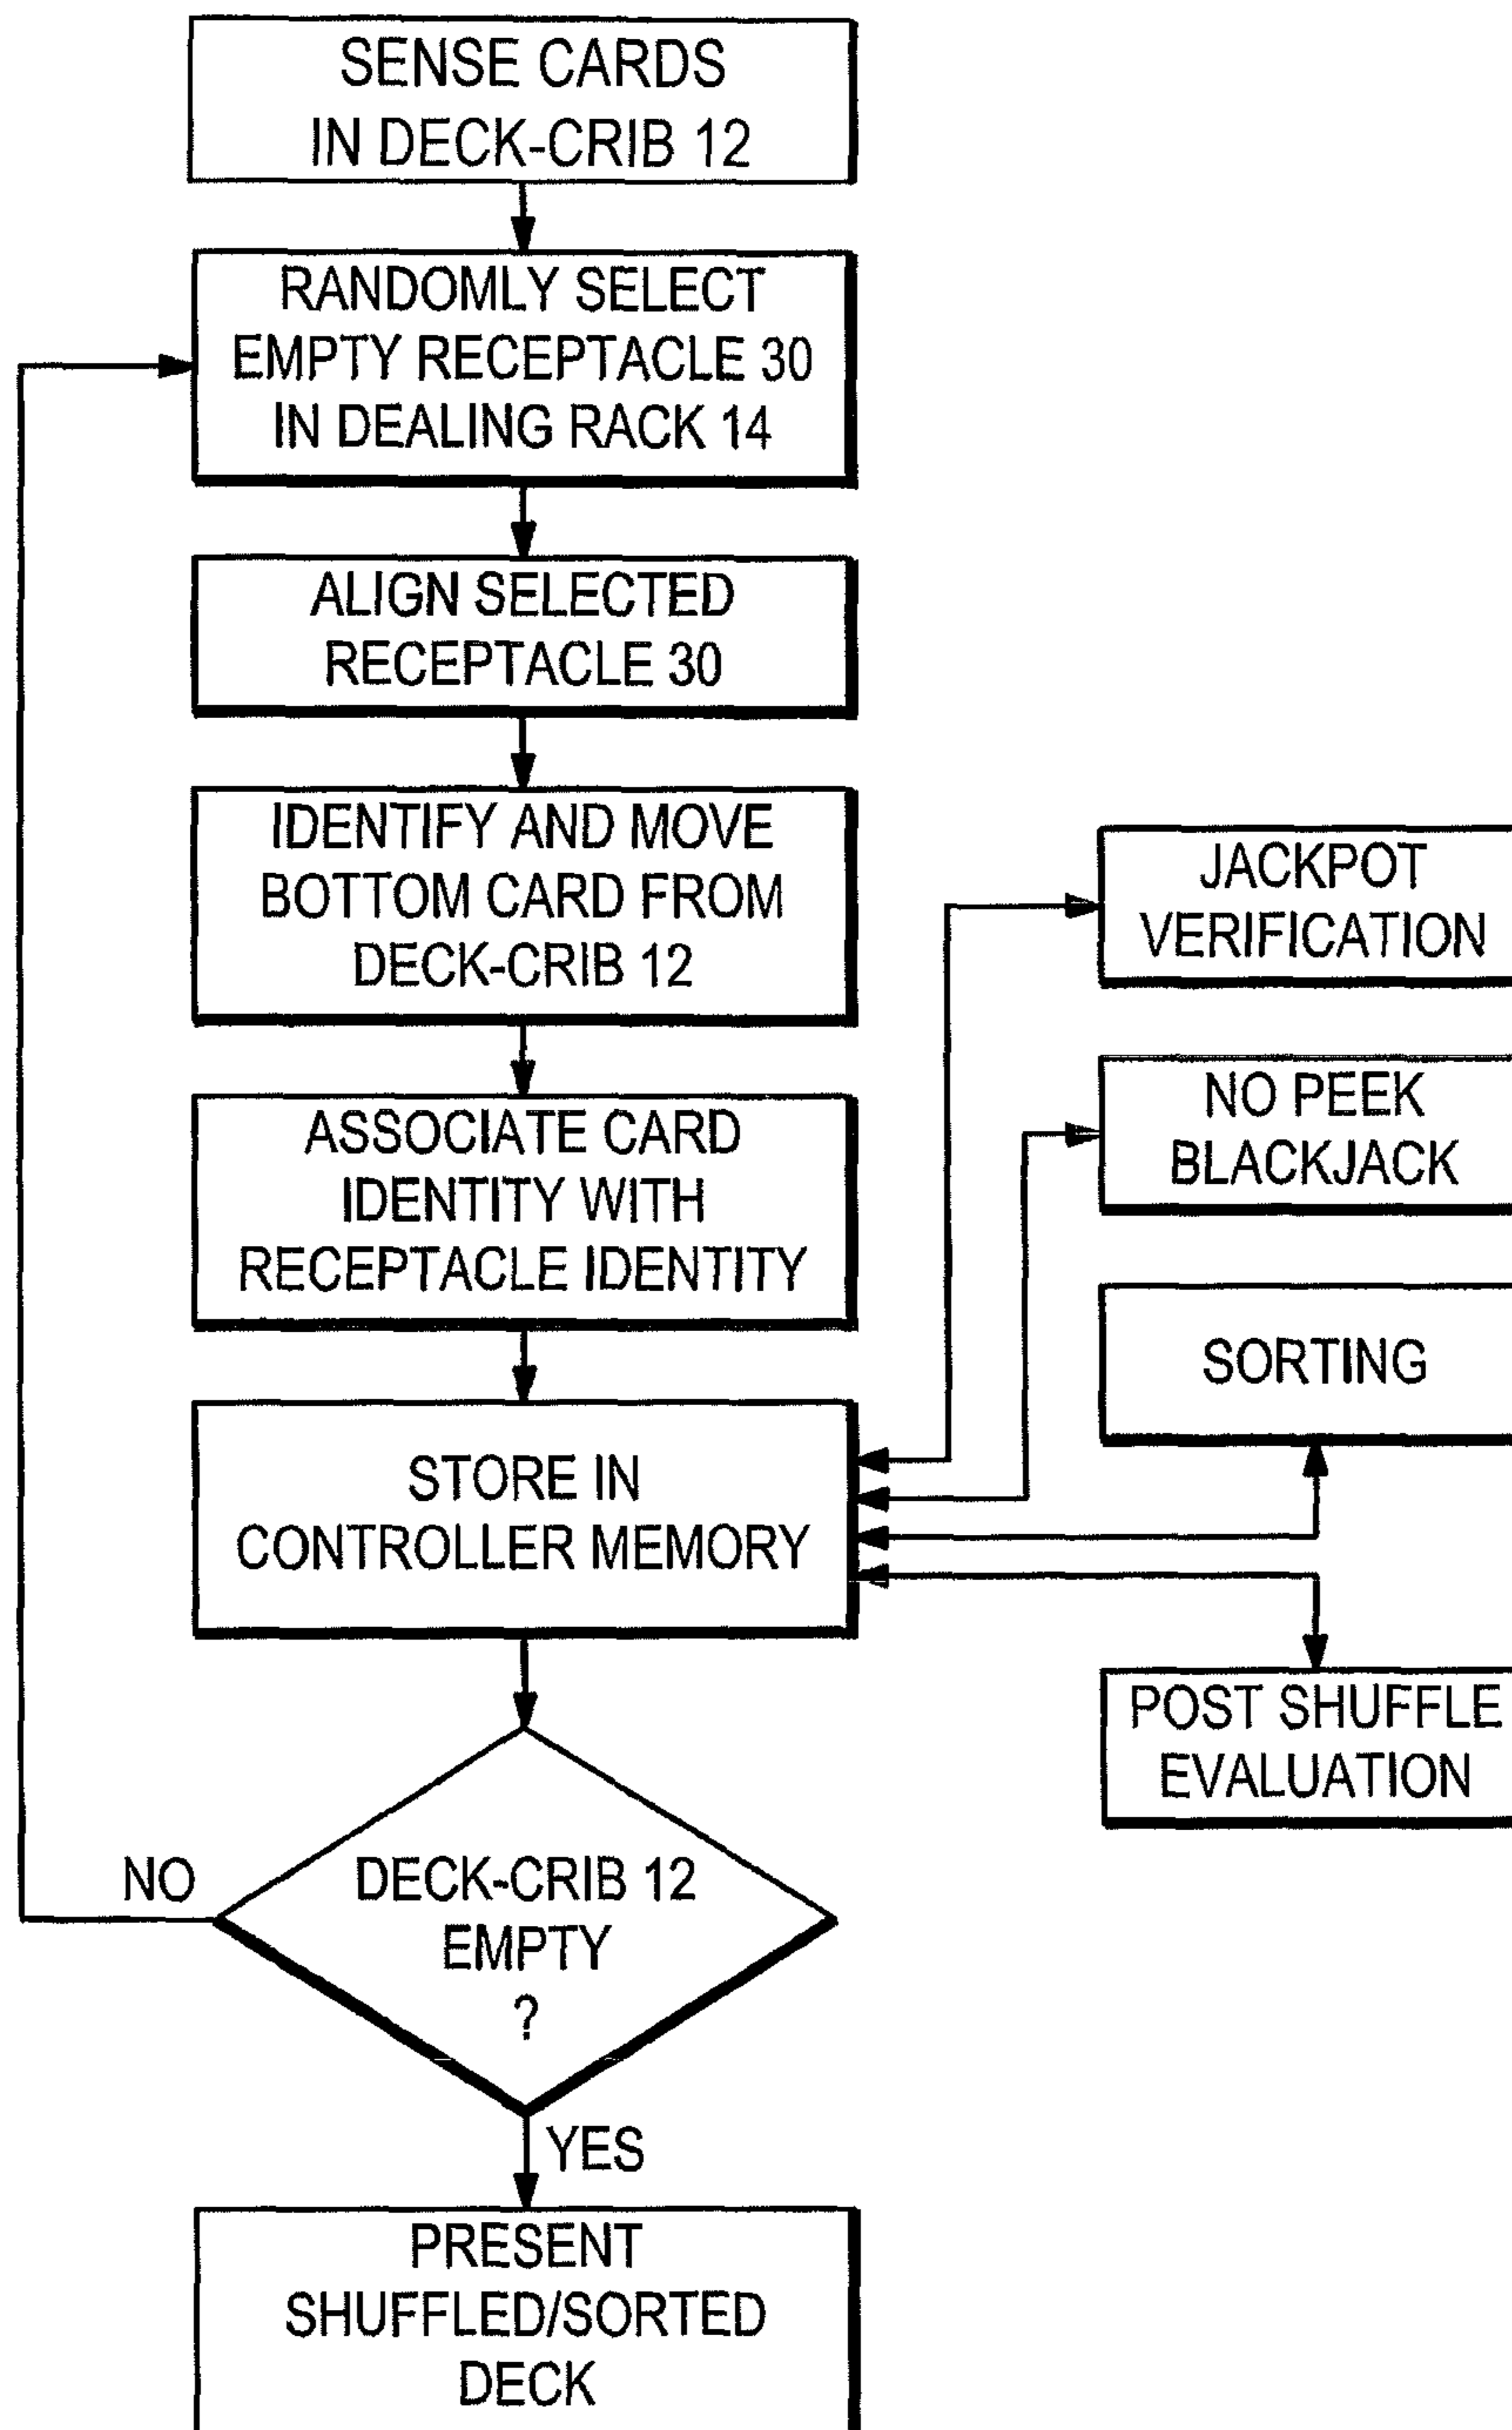 SENSE CARDS
IN DECK-CRIB 12
RANDOMLY SELECT
EMPTY RECEPTACLE 30
IN DEALING RACK 14
ALIGN SELECTED
RECEPTACLE 30
IDENTIFY AND MOVE
BOTTOM CARD FROM
DECK-CRIB 12
ASSOCIATE CARD
IDENTITY WITH
RECEPTACLE IDENTITY
STORE IN
CONTROLLER MEMORY
JACKPOT
VERIFICATION
NO PEEK
BLACKJACK
SORTING
POST SHUFFLE
EVALUATION
NO
DECK-CRIB 12
EMPTY
?
YES
PRESENT
SHUFFLED/SORTED
DECK